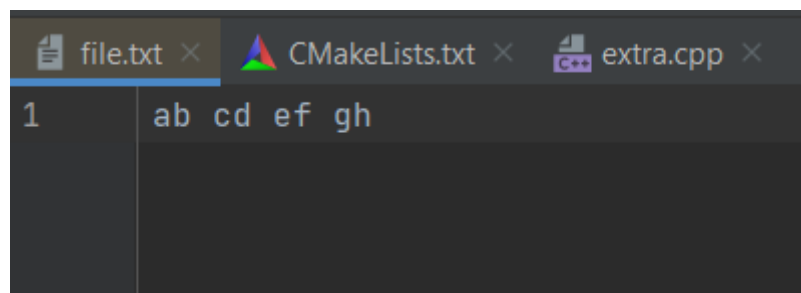 file.txt CMakeLists.txt C++ extra.cpp
1 ab cd ef gh